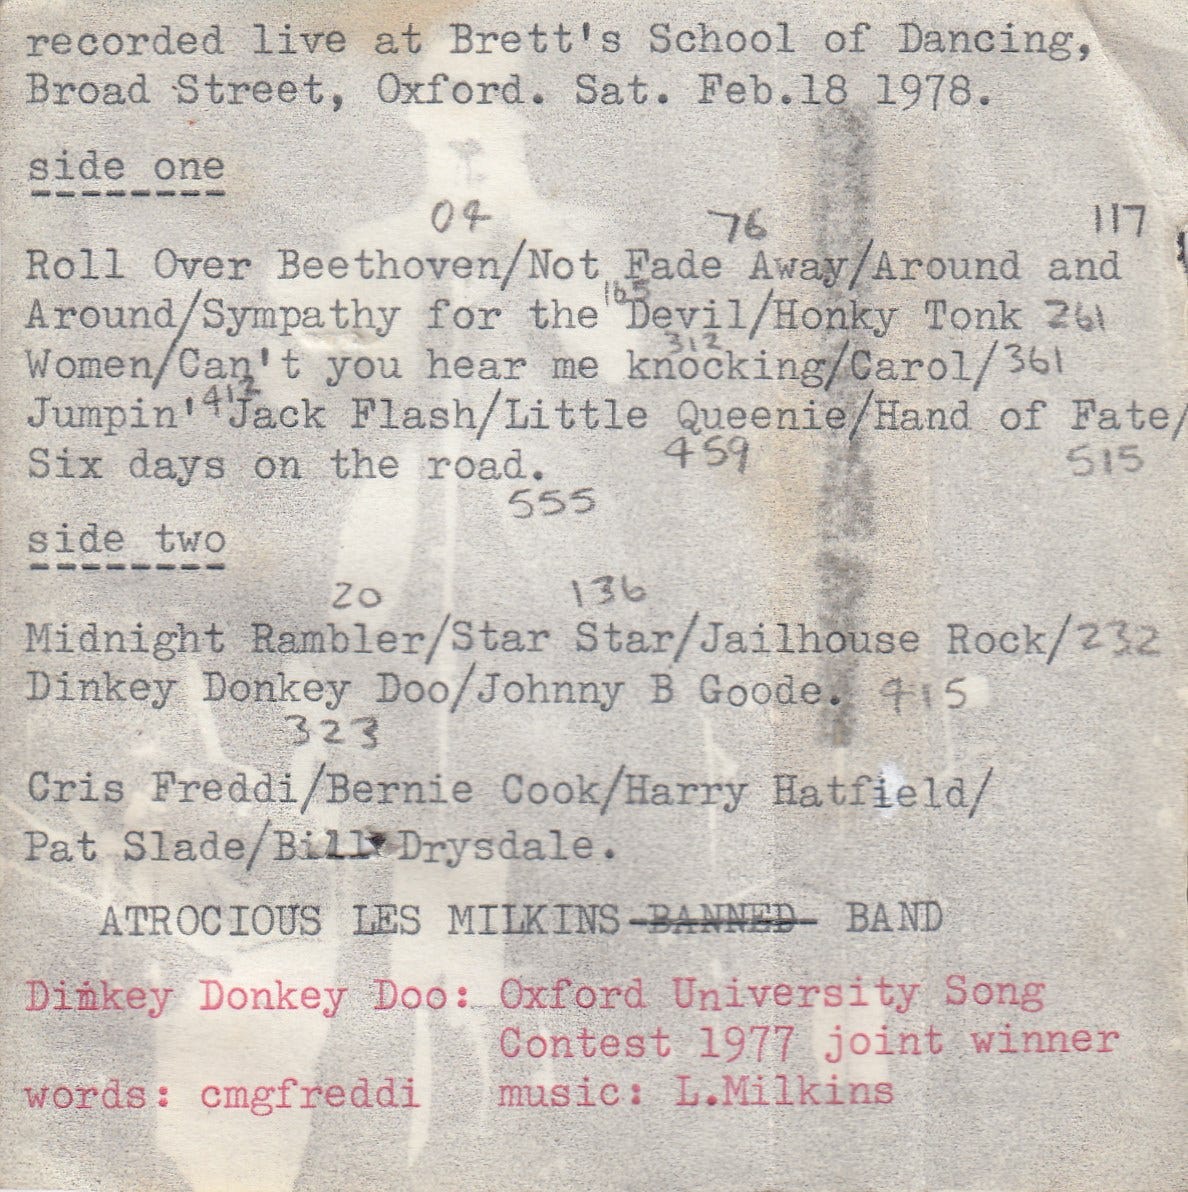 recorded live at Brett's School of Dancing,
Broad Street, Oxford. Sat. Feb.18 1978.
side one
04 76 117
Roll Over Beethoven/Not Fade Away/Around and
165
Around/Sympathy for the Devil/Honky Tonk 261
312
Women/Can't you hear me knocking/Carol/361
412
Jumpin' Jack Flash/Little Queenie/Hand of Fate/
Six days on the road. 459 515
555
side two
20 136
Midnight Rambler/Star Star/Jailhouse Rock/232
Dinkey Donkey Doo/Johnny B Goode. 415
323
Cris Freddi/Bernie Cook/Harry Hatfield/
Pat Slade/Bill Drysdale.
ATROCIOUS LES MILKINS BANNED BAND
Dinkey Donkey Doo: Oxford University Song
Contest 1977 joint winner
words: cmgfreddi music: L.Milkins